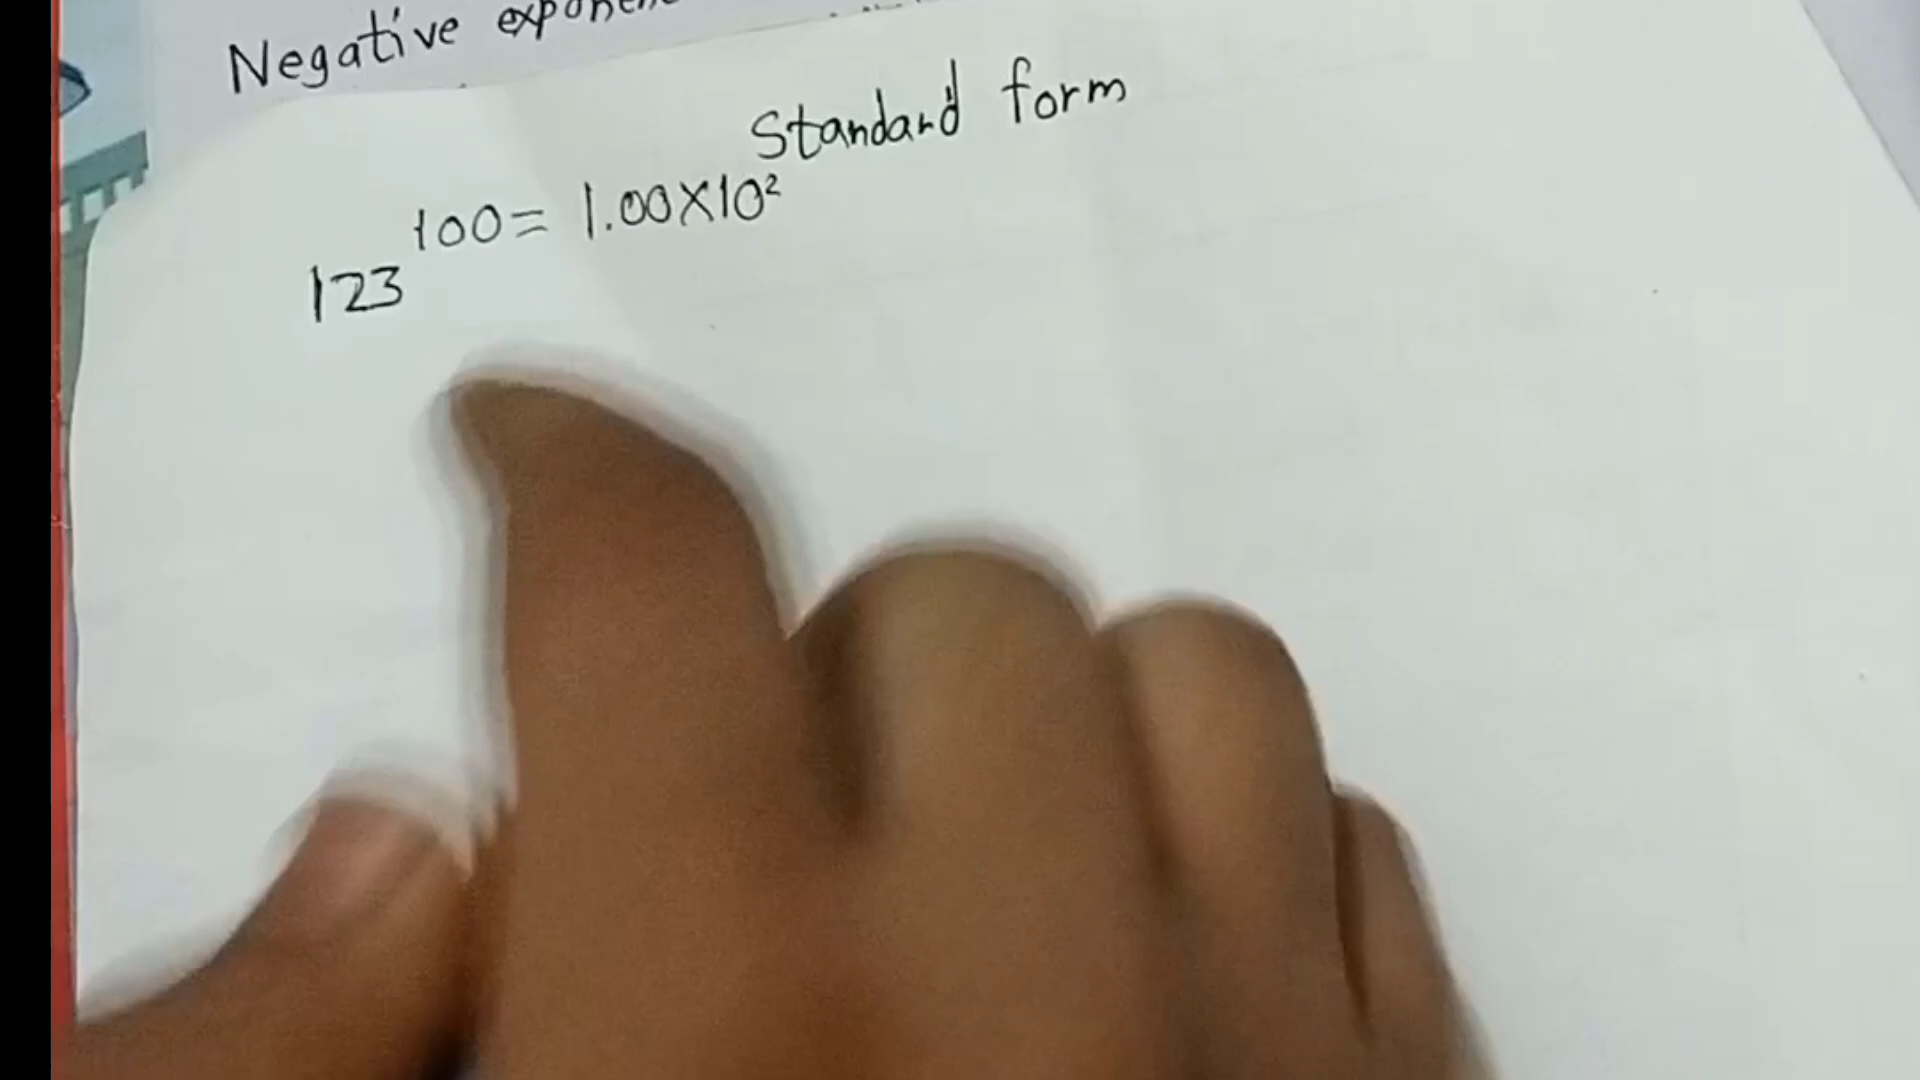 Negative
Standard form
100 = 1.00×10²
123